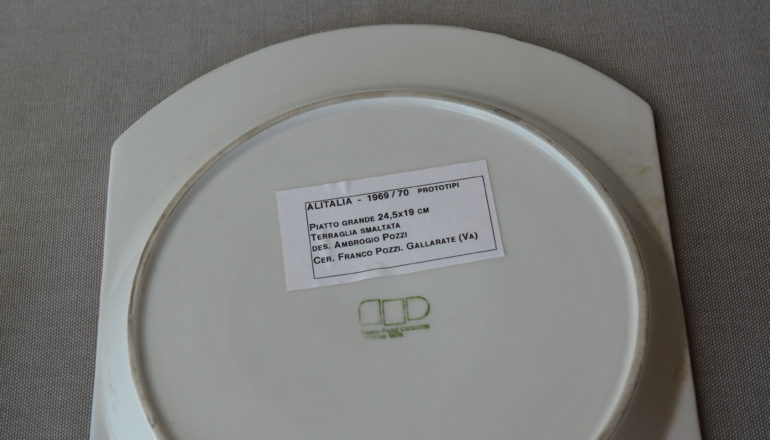 ALITALIA - 1969/70 PROTOTIPI
PIATTO GRANDE 24,5x19 CM
TERRAGLIA SMALTATA
DES. AMBROGIO POZZI
CER. FRANCO POZZI. GALLARATE (VA)